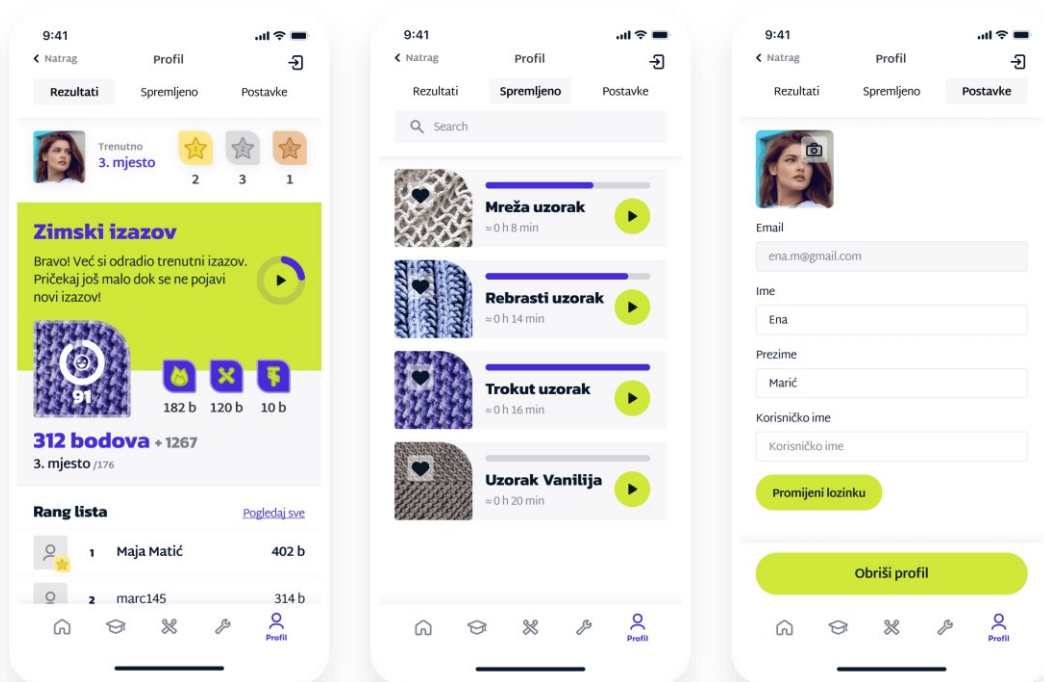 9:41
Natrag
Profil
Rezultati
Spremljeno
Postavke
Trenutno
3. mjesto
2
3
1
Zimski izazov
Bravo! Već si odradio trenutni izazov.
Pričekaj još malo dok se ne pojavi
novi izazov!
91
182 b
120 b
10 b
312 bodova + 1267
3. mjesto /176
Rang lista
Pogledaj sve
1 Maja Matić 402 b
2 marc145 314 b
Profil
9:41
Natrag
Profil
Rezultati
Spremljeno
Postavke
Search
Mreža uzorak
≈ 0 h 8 min
Rebrasti uzorak
≈ 0 h 14 min
Trokut uzorak
≈ 0 h 16 min
Uzorak Vanilija
≈ 0 h 20 min
Profil
9:41
Natrag
Profil
Rezultati
Spremljeno
Postavke
Email
ena.m@gmail.com
Ime
Ena
Prezime
Marić
Korisničko ime
Korisničko ime
Promijeni lozinku
Obriši profil
Profil